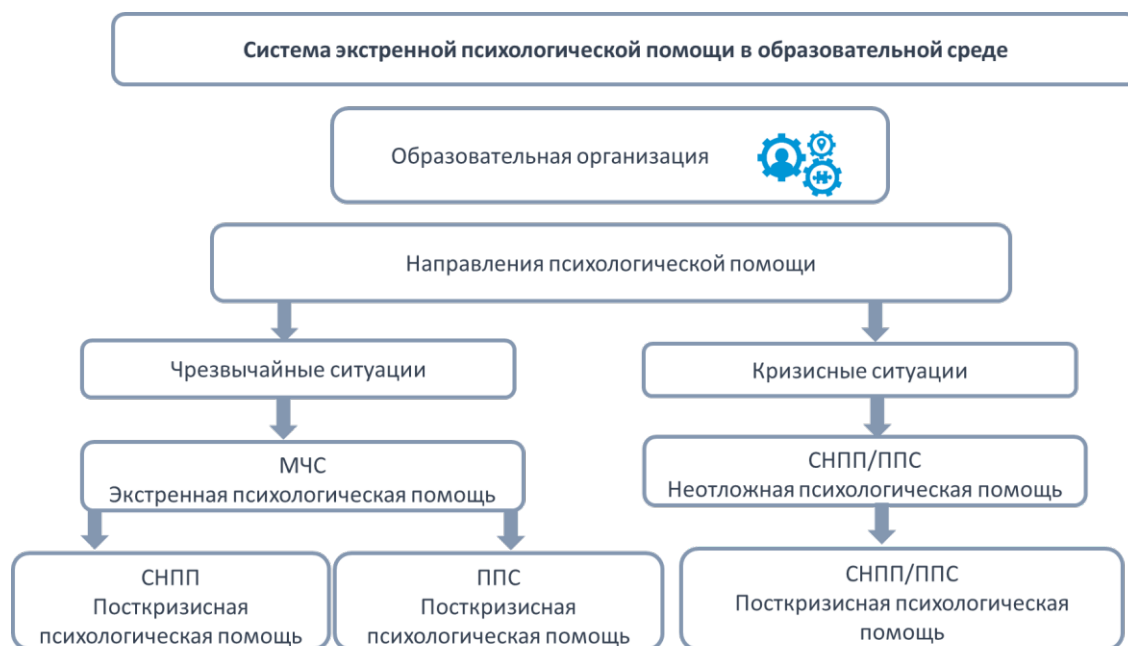 Система экстренной психологической помощи в образовательной среде
Образовательная организация
Направления психологической помощи
Чрезвычайные ситуации
Кризисные ситуации
МЧС
Экстренная психологическая помощь
СНПП/ППС
Неотложная психологическая помощь
СНПП
Посткризисная
психологическая помощь
ППС
Посткризисная
психологическая помощь
СНПП/ППС
Посткризисная психологическая
помощь